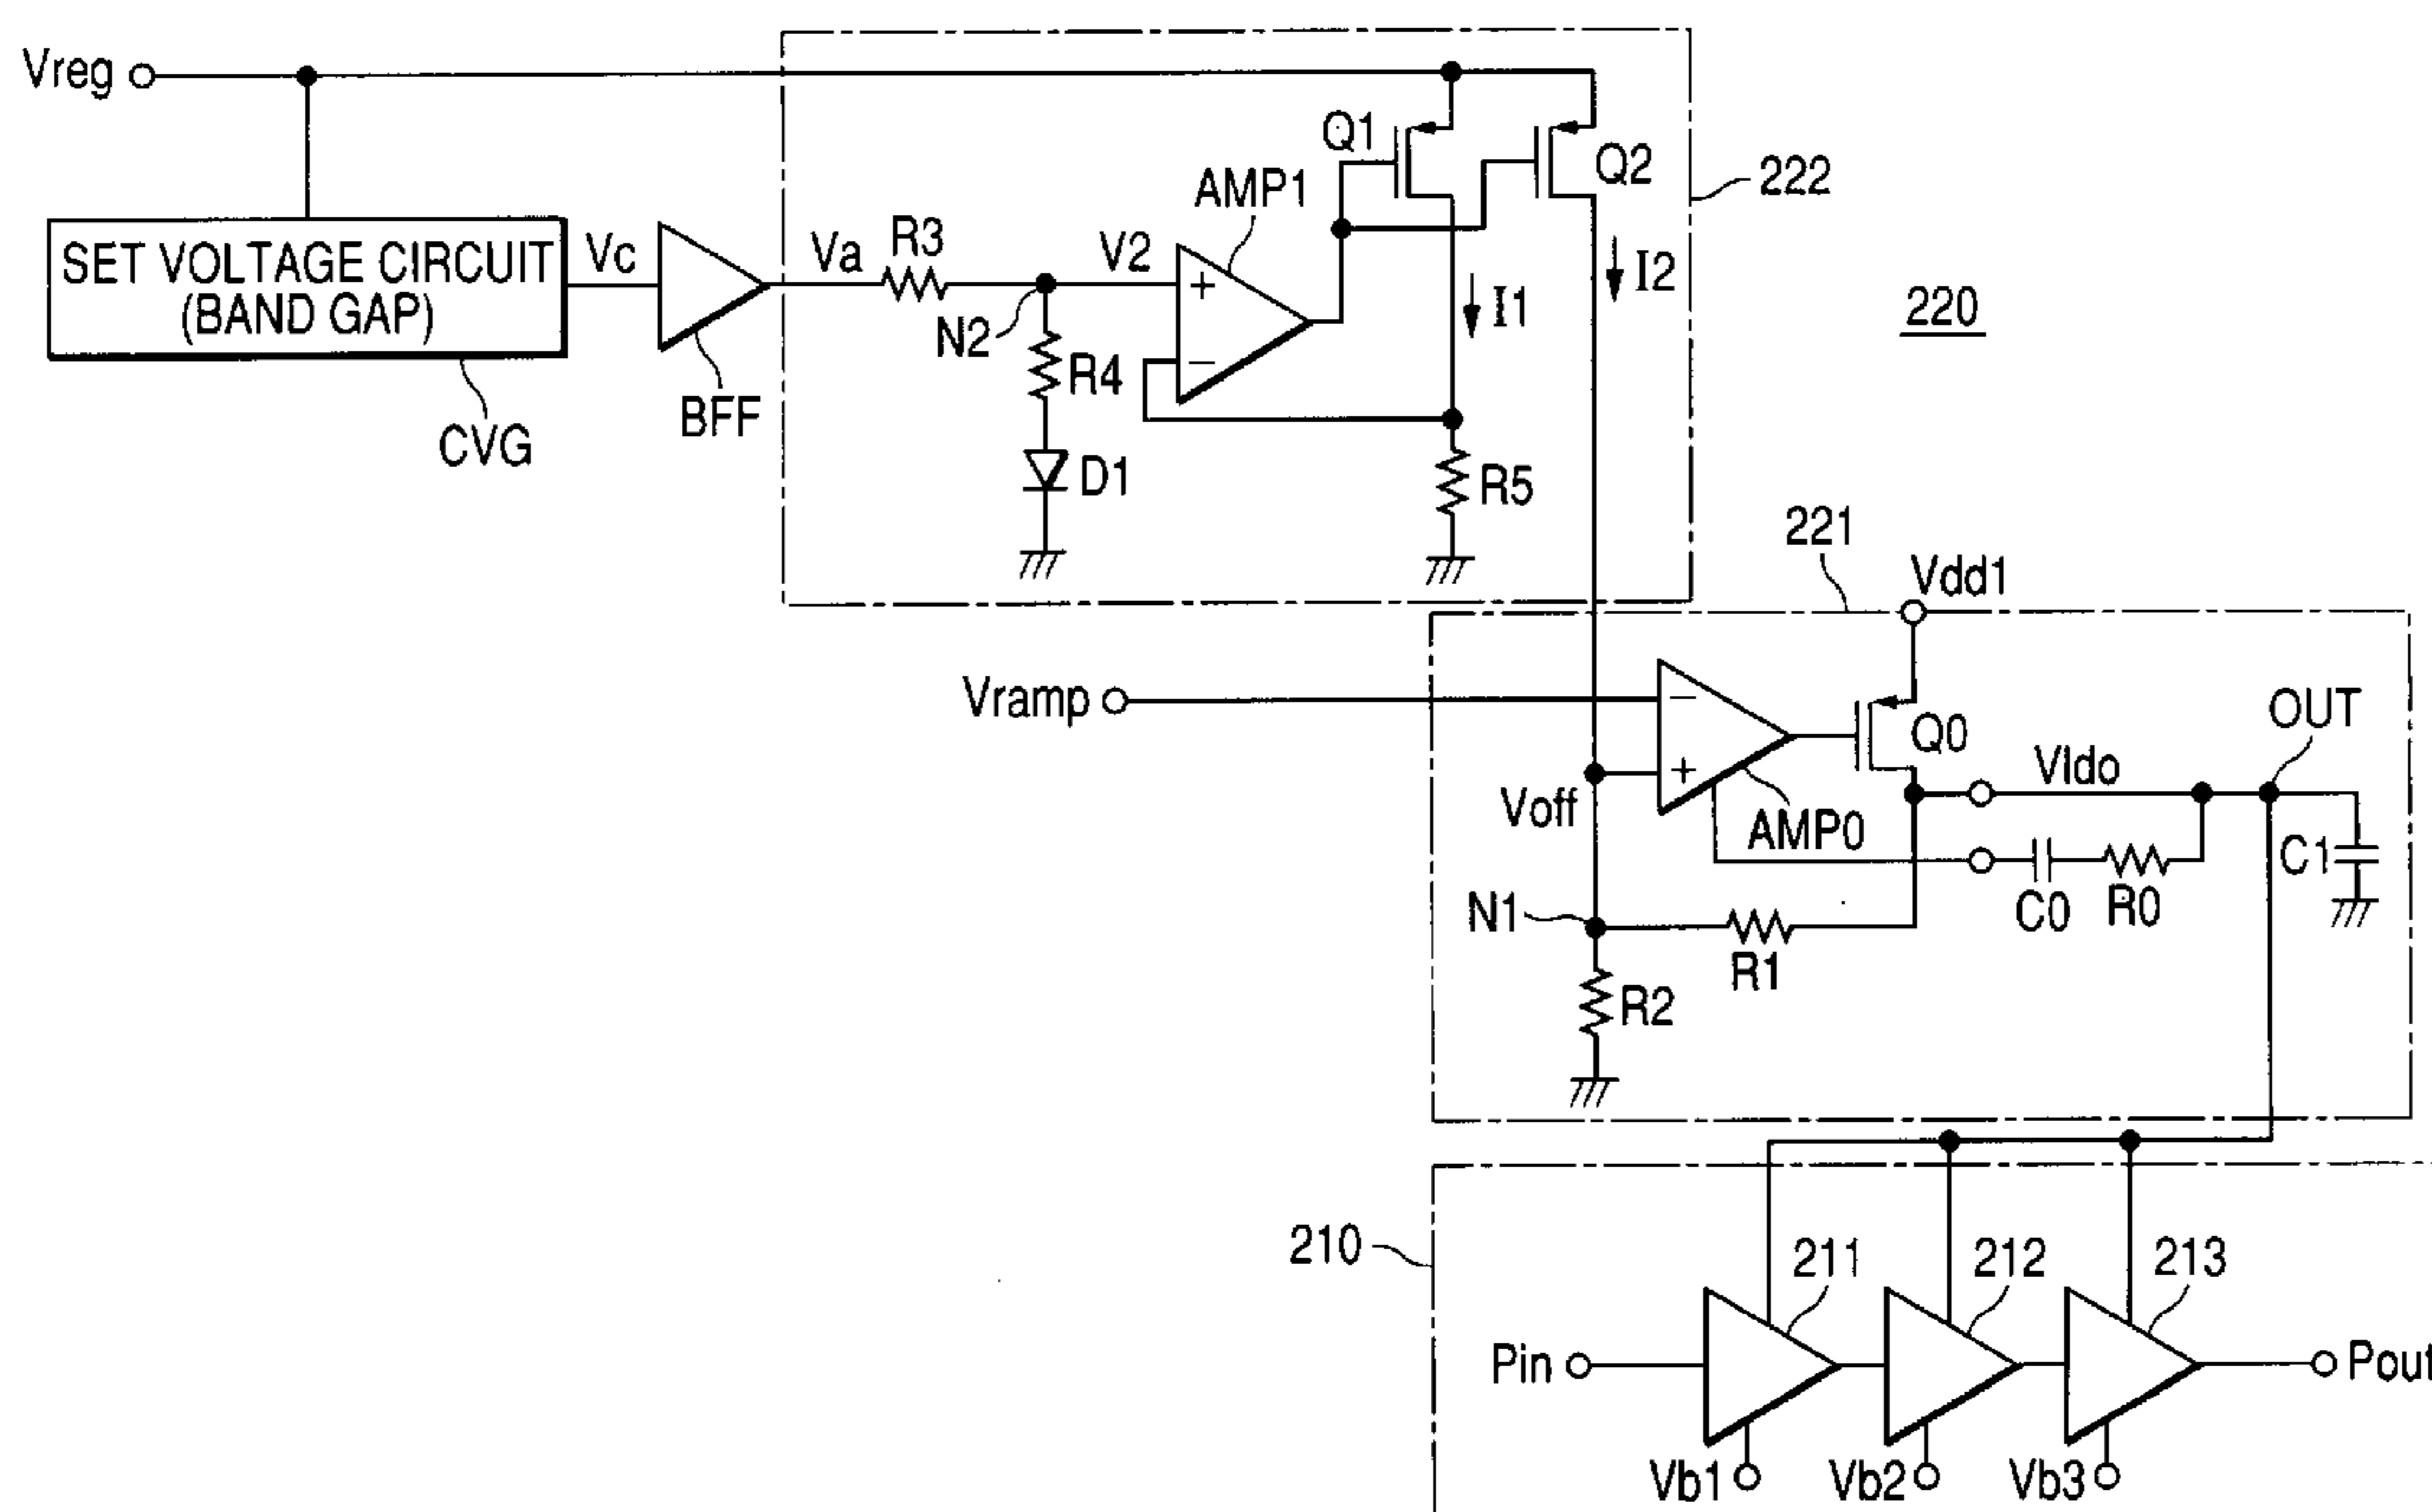 Vreg
Q1
Q2
222
AMP1
SET VOLTAGE CIRCUIT
(BAND GAP)
Vc
Va
R3
V2
+
I2
I1
220
N2
R4
−
BFF
CVG
D1
R5
221
Vdd1
Vramp
−
OUT
Q0
Vldo
+
Voff
AMP0
C1
N1
C0
R0
R1
R2
210
211
212
213
Pin
Pout
Vb1
Vb2
Vb3